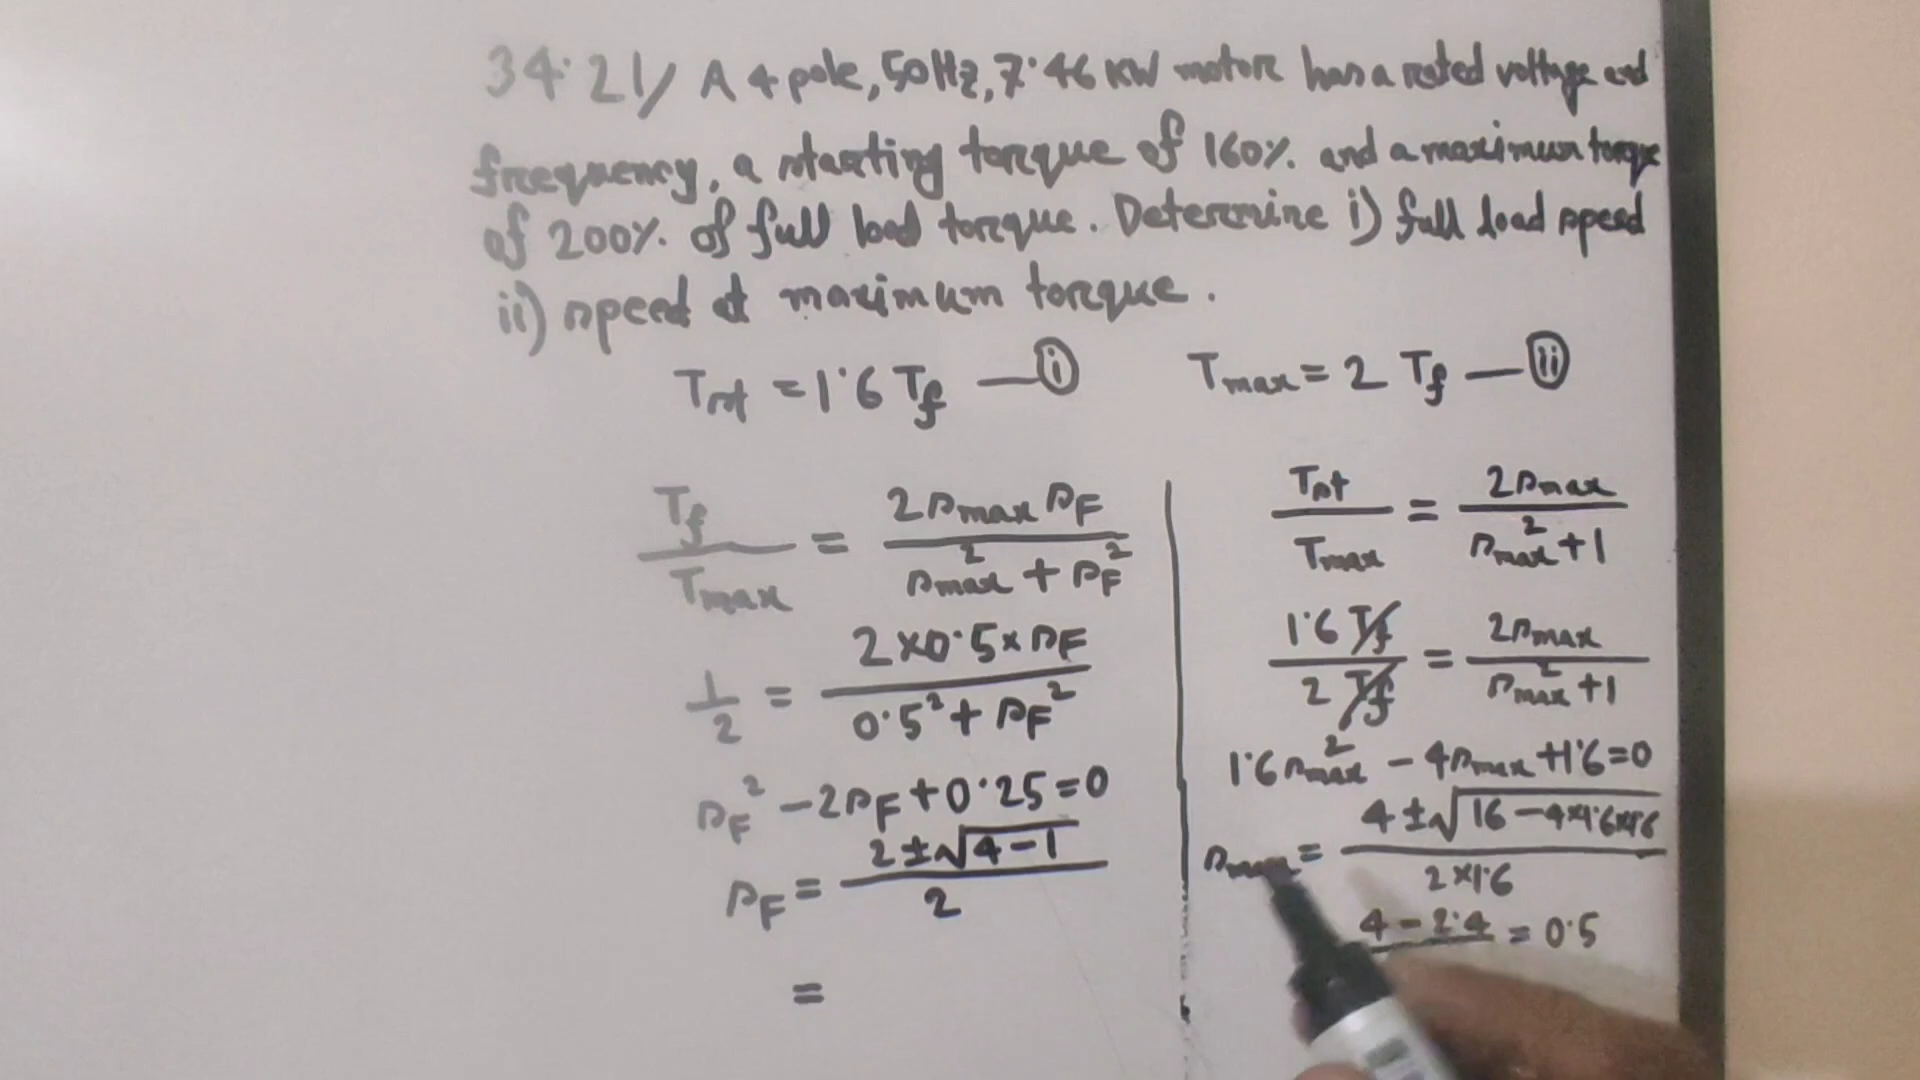 34.21/ A 4 pole, 50Hz, 7.46 KW motor has a rated voltage and
frequency, a starting torque of 160% and a maximum torque
of 200% of full load torque. Determine i) full load speed
ii) speed at maximum torque.
Tst = 1.6 Tf — (i)
Tmax = 2 Tf — (ii)
Tf / Tmax = 2 smax sF / (smax² + sF²)
1/2 = 2×0.5×sF / (0.5² + sF²)
sF² - 2sF + 0.25 = 0
sF = (2 ± √(4-1)) / 2
=
Tst / Tmax = 2smax / (smax² + 1)
1.6 Tf / 2 Tf = 2smax / (smax² + 1)
1.6 smax² - 4smax + 1.6 = 0
smax = (4 ± √(16 - 4×1.6×1.6)) / (2×1.6)
4 - 2.4 = 0.5